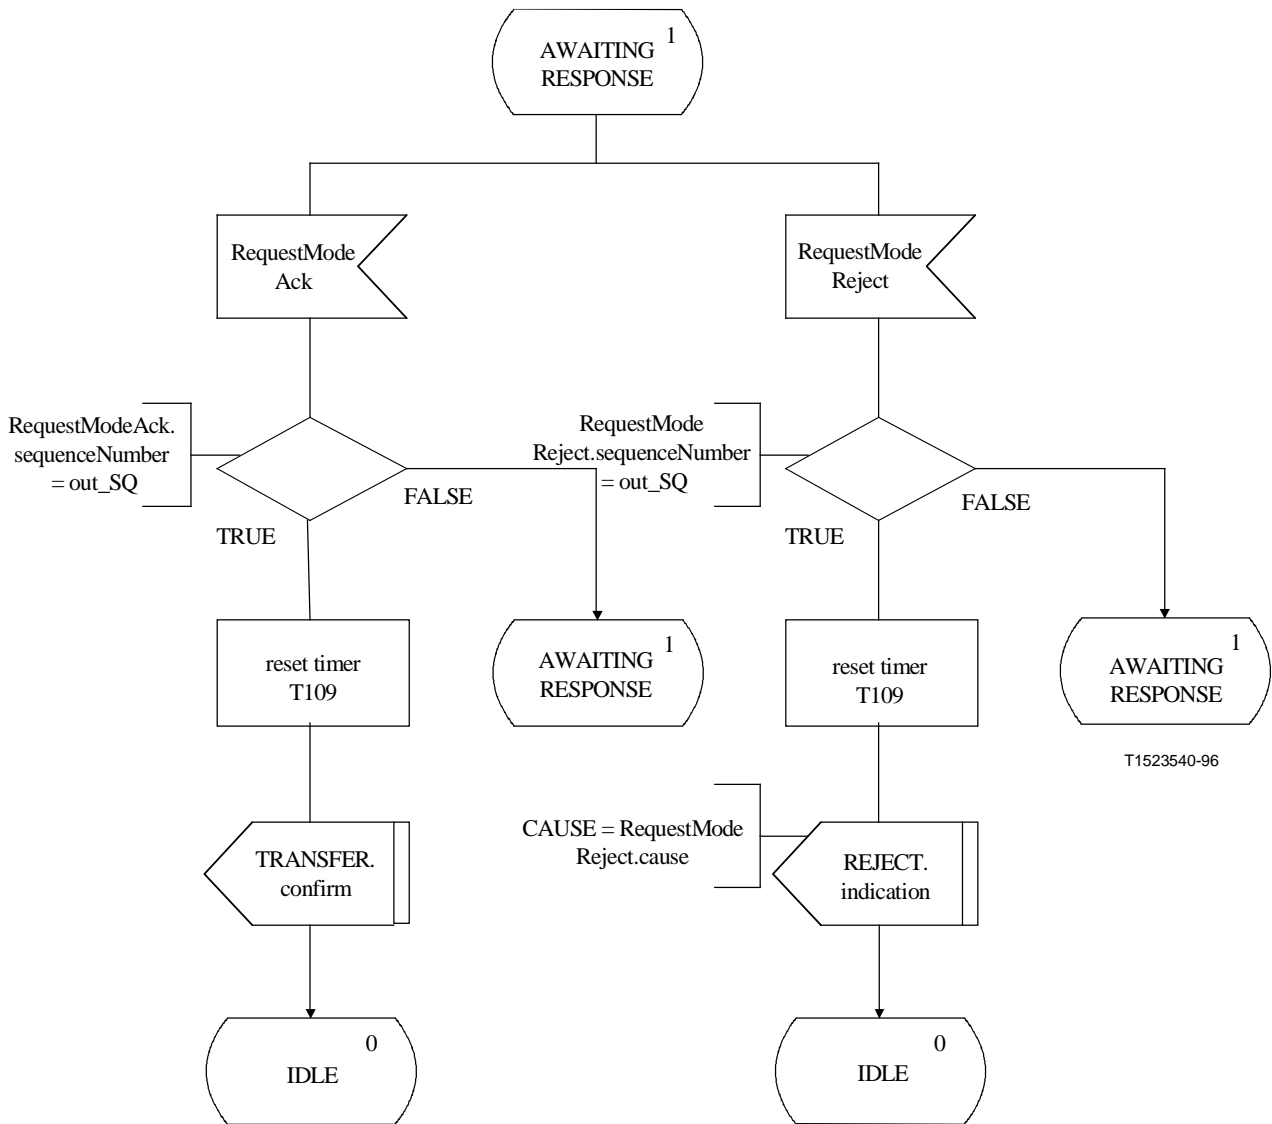 AWAITING 1
RESPONSE
RequestMode
Ack
RequestMode
Reject
RequestModeAck.
sequenceNumber
= out_SQ
FALSE
TRUE
RequestMode
Reject.sequenceNumber
= out_SQ
FALSE
TRUE
reset timer
T109
AWAITING 1
RESPONSE
reset timer
T109
1
AWAITING
RESPONSE
T1523540-96
TRANSFER.
confirm
CAUSE = RequestMode
Reject.cause
REJECT.
indication
0
IDLE
0
IDLE